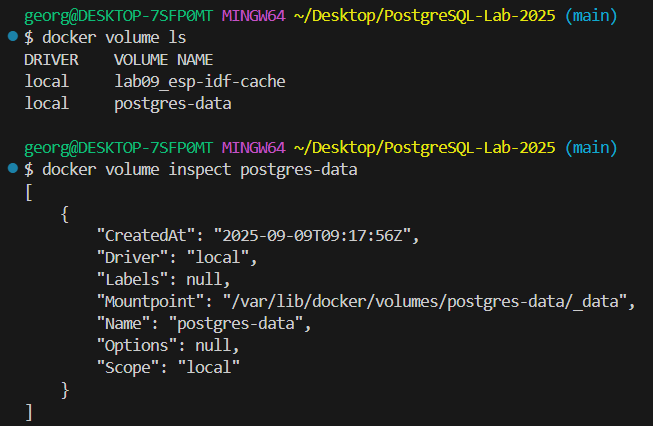 georg@DESKTOP-7SFP0MT MINGW64 ~/Desktop/PostgreSQL-Lab-2025 (main)
$ docker volume ls
DRIVER    VOLUME NAME
local     lab09_esp-idf-cache
local     postgres-data

georg@DESKTOP-7SFP0MT MINGW64 ~/Desktop/PostgreSQL-Lab-2025 (main)
$ docker volume inspect postgres-data
[
    {
        "CreatedAt": "2025-09-09T09:17:56Z",
        "Driver": "local",
        "Labels": null,
        "Mountpoint": "/var/lib/docker/volumes/postgres-data/_data",
        "Name": "postgres-data",
        "Options": null,
        "Scope": "local"
    }
]